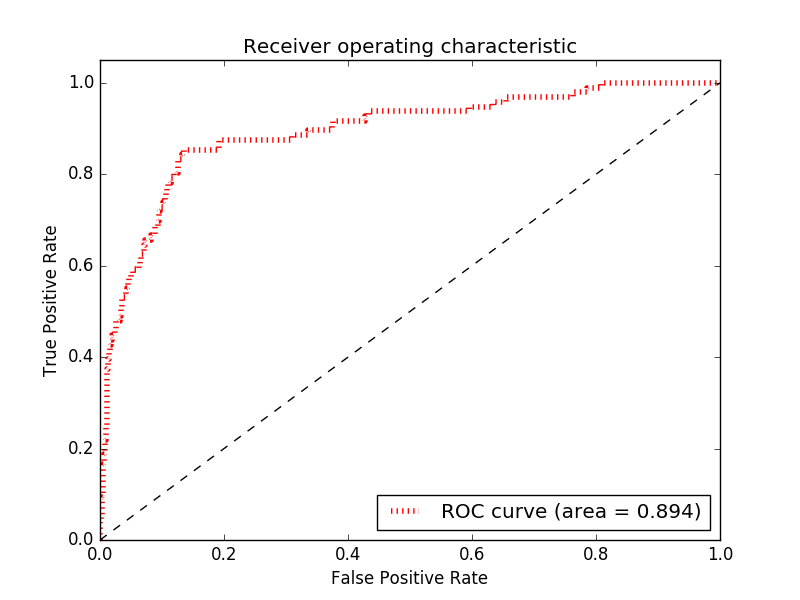 Receiver operating characteristic
1.0
0.8
0.6
0.4
0.2
0.0
True Positive Rate
ROC curve (area = 0.894)
0.0 0.2 0.4 0.6 0.8 1.0
False Positive Rate